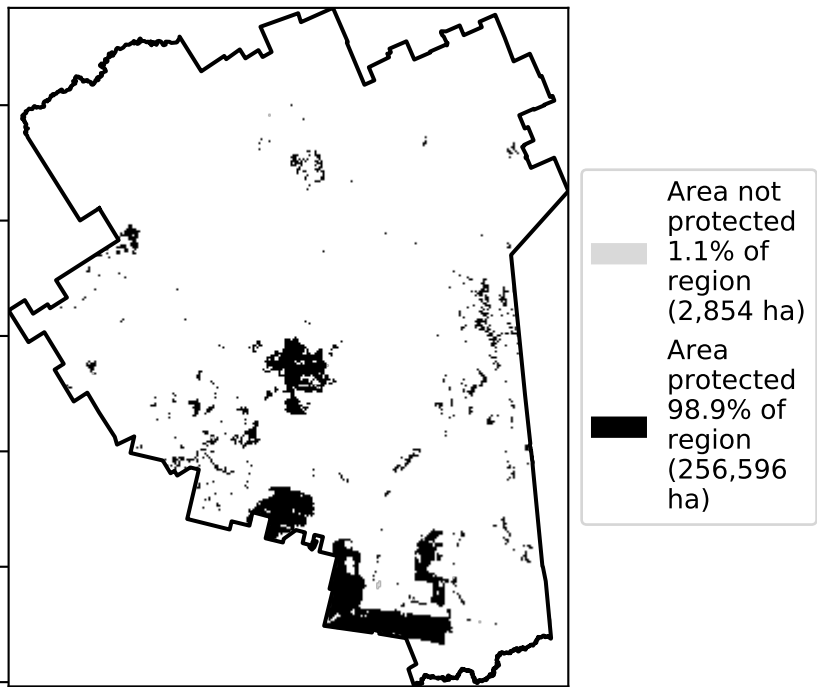 Area not
protected
1.1% of
region
(2,854 ha)
Area
protected
98.9% of
region
(256,596
ha)